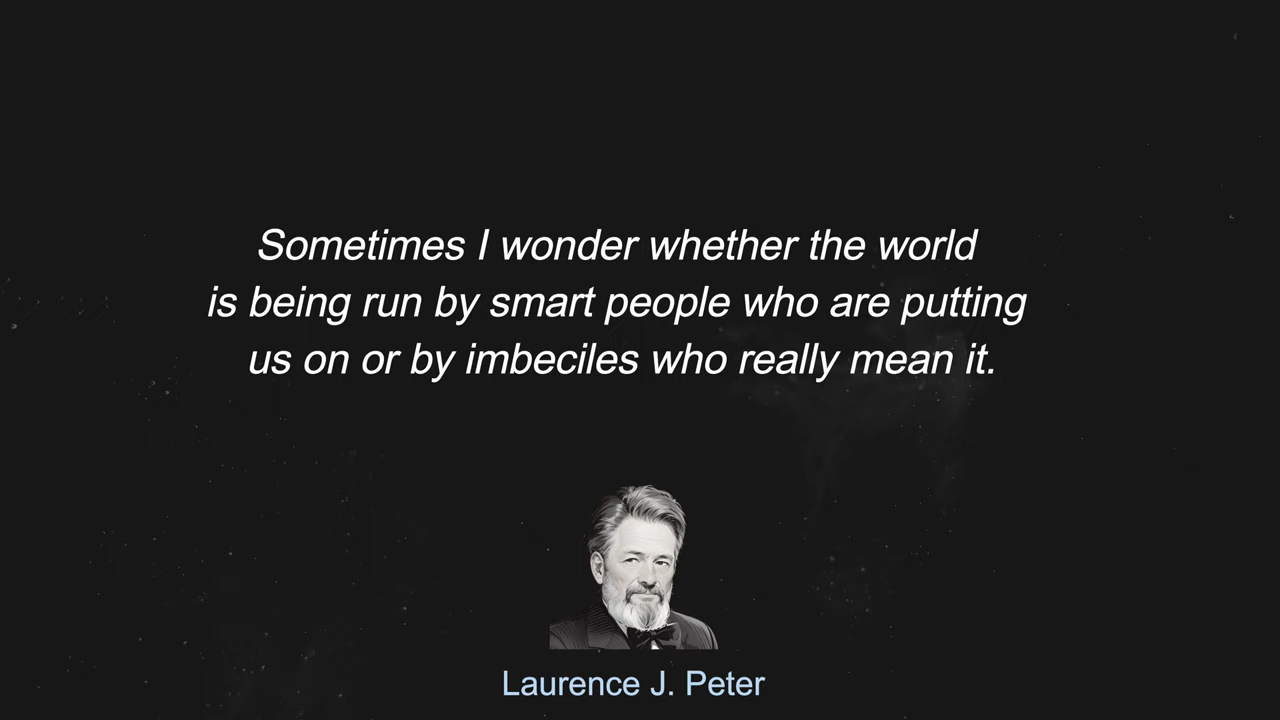 Sometimes I wonder whether the world
is being run by smart people who are putting
us on or by imbeciles who really mean it.
Laurence J. Peter